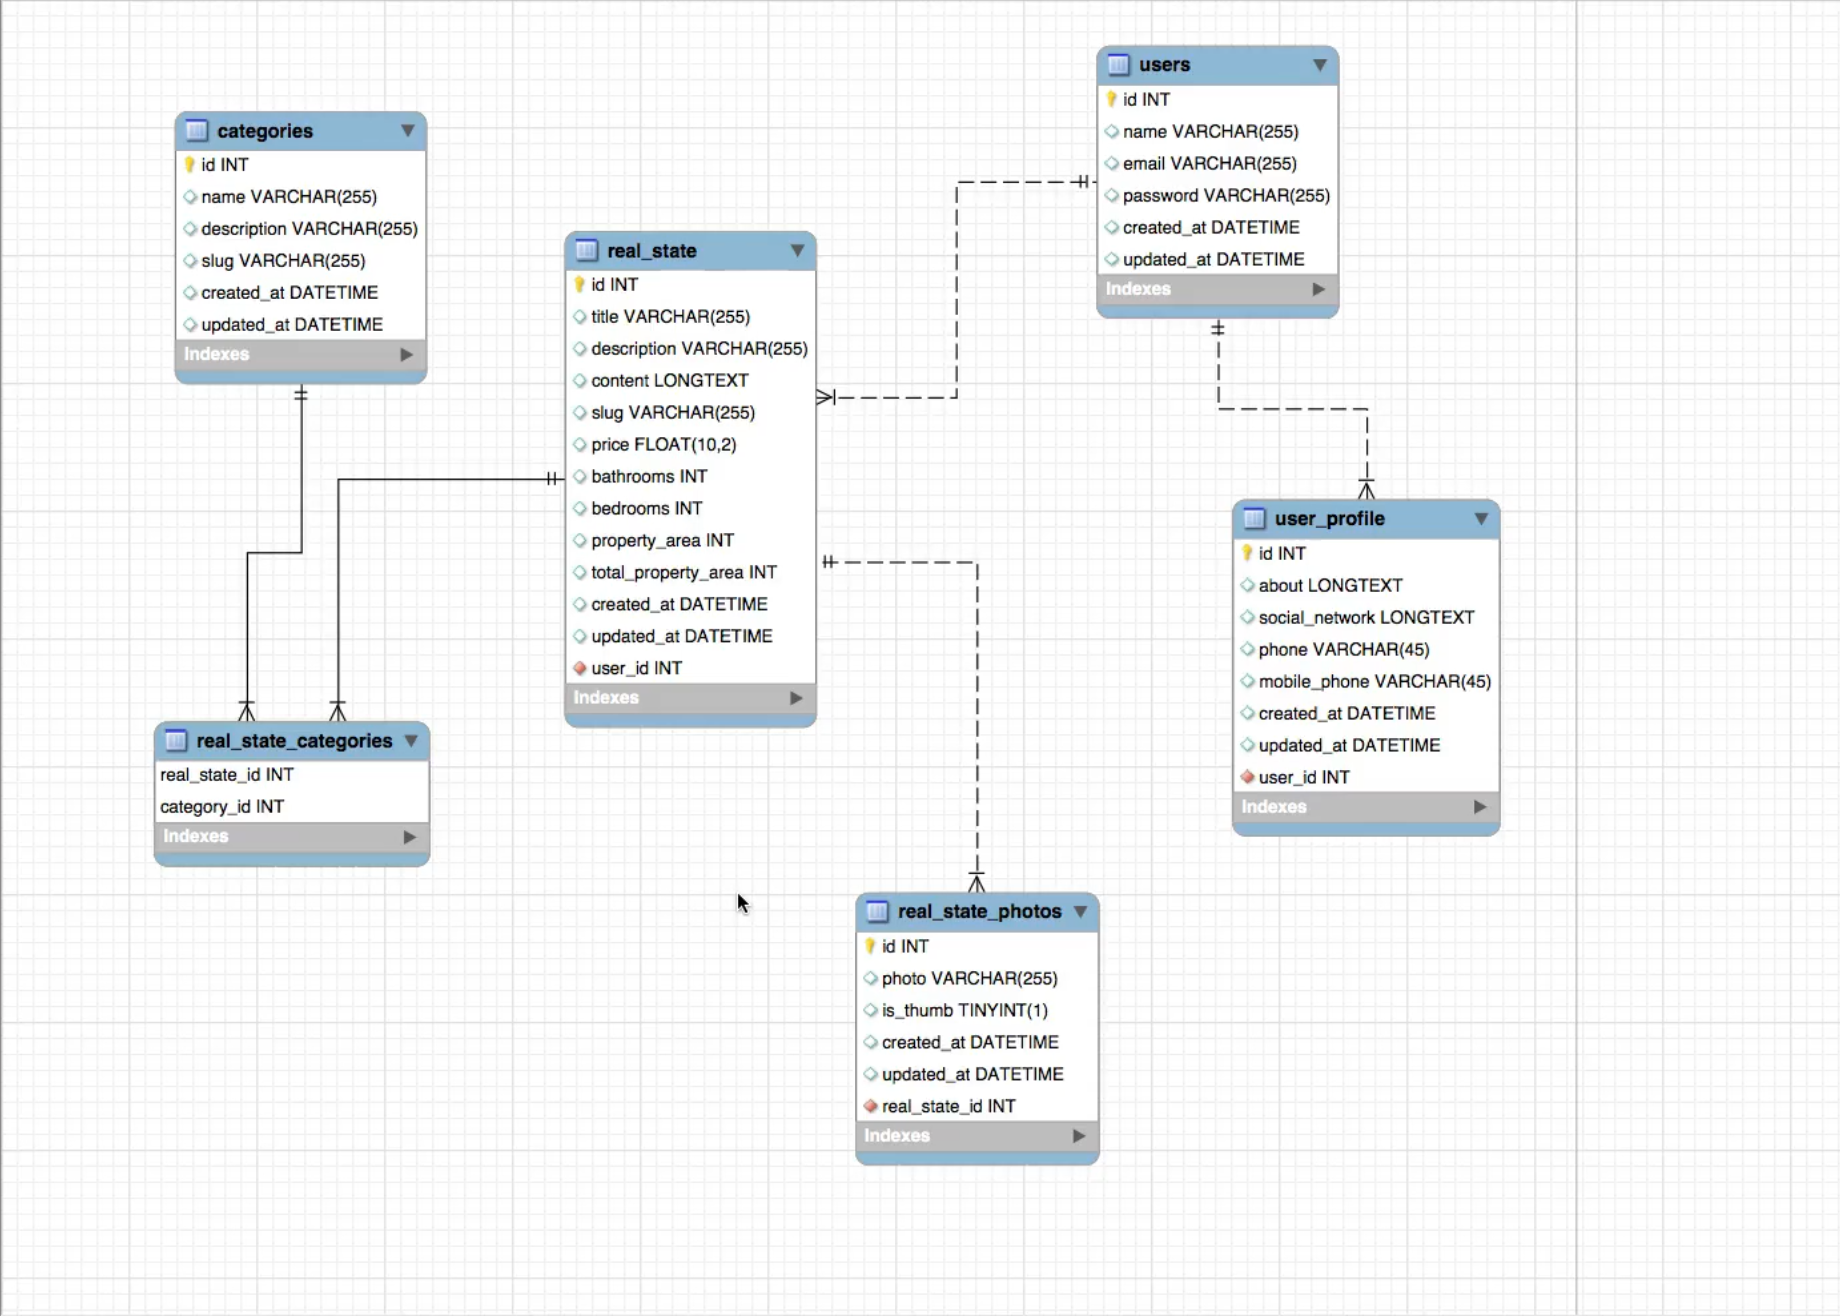 categories
id INT
name VARCHAR(255)
description VARCHAR(255)
slug VARCHAR(255)
created_at DATETIME
updated_at DATETIME
Indexes
real_state
id INT
title VARCHAR(255)
description VARCHAR(255)
content LONGTEXT
slug VARCHAR(255)
price FLOAT(10,2)
bathrooms INT
bedrooms INT
property_area INT
total_property_area INT
created_at DATETIME
updated_at DATETIME
user_id INT
Indexes
users
id INT
name VARCHAR(255)
email VARCHAR(255)
password VARCHAR(255)
created_at DATETIME
updated_at DATETIME
Indexes
user_profile
id INT
about LONGTEXT
social_network LONGTEXT
phone VARCHAR(45)
mobile_phone VARCHAR(45)
created_at DATETIME
updated_at DATETIME
user_id INT
Indexes
real_state_categories
real_state_id INT
category_id INT
Indexes
real_state_photos
id INT
photo VARCHAR(255)
is_thumb TINYINT(1)
created_at DATETIME
updated_at DATETIME
real_state_id INT
Indexes